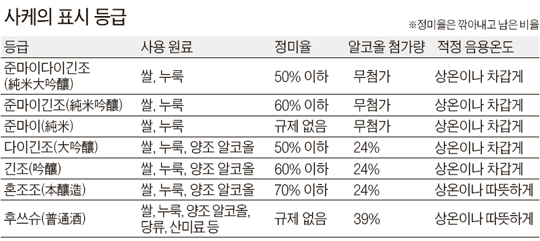 사케의 표시 등급
※정미율은 깎아내고 남은 비율
등급 사용 원료 정미율 알코올 첨가량 적정 음용온도
준마이다이긴조
(純米大吟醸) 쌀, 누룩 50% 이하 무첨가 상온이나 차갑게
준마이긴조(純米吟醸) 쌀, 누룩 60% 이하 무첨가 상온이나 차갑게
준마이(純米) 쌀, 누룩 규제 없음 무첨가 상온이나 차갑게
다이긴조(大吟醸) 쌀, 누룩, 양조 알코올 50% 이하 24% 상온이나 차갑게
긴조(吟醸) 쌀, 누룩, 양조 알코올 60% 이하 24% 상온이나 차갑게
혼조조(本醸造) 쌀, 누룩, 양조 알코올 70% 이하 24% 상온이나 따뜻하게
후쓰슈(普通酒) 쌀, 누룩, 양조 알코올,
당류, 산미료 등 규제 없음 39% 상온이나 따뜻하게